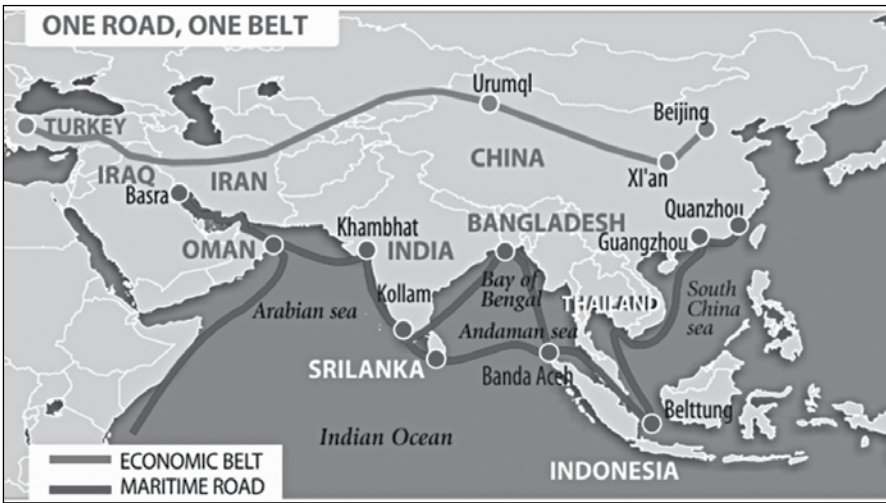 ONE ROAD, ONE BELT
Urumql
Beijing
TURKEY
CHINA
IRAQ
IRAN
XI'an
Basra
Quanzhou
Khambhat
BANGLADESH
OMAN
INDIA
Guangzhou
Bay of
Bengal
South
China
sea
Kollam
THAILAND
Arabian sea
Andaman sea
SRILANKA
Banda Aceh
Belttung
Indian Ocean
INDONESIA
ECONOMIC BELT
MARITIME ROAD